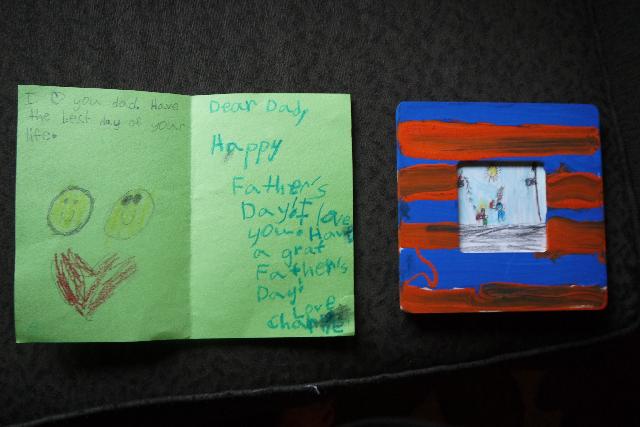 I ♡ you dad. Have
the best day of your
life.
Dear Dad,
Happy
Father's
Day! I love
you. Have
a grat
Father's
Day!
Love
Charlie